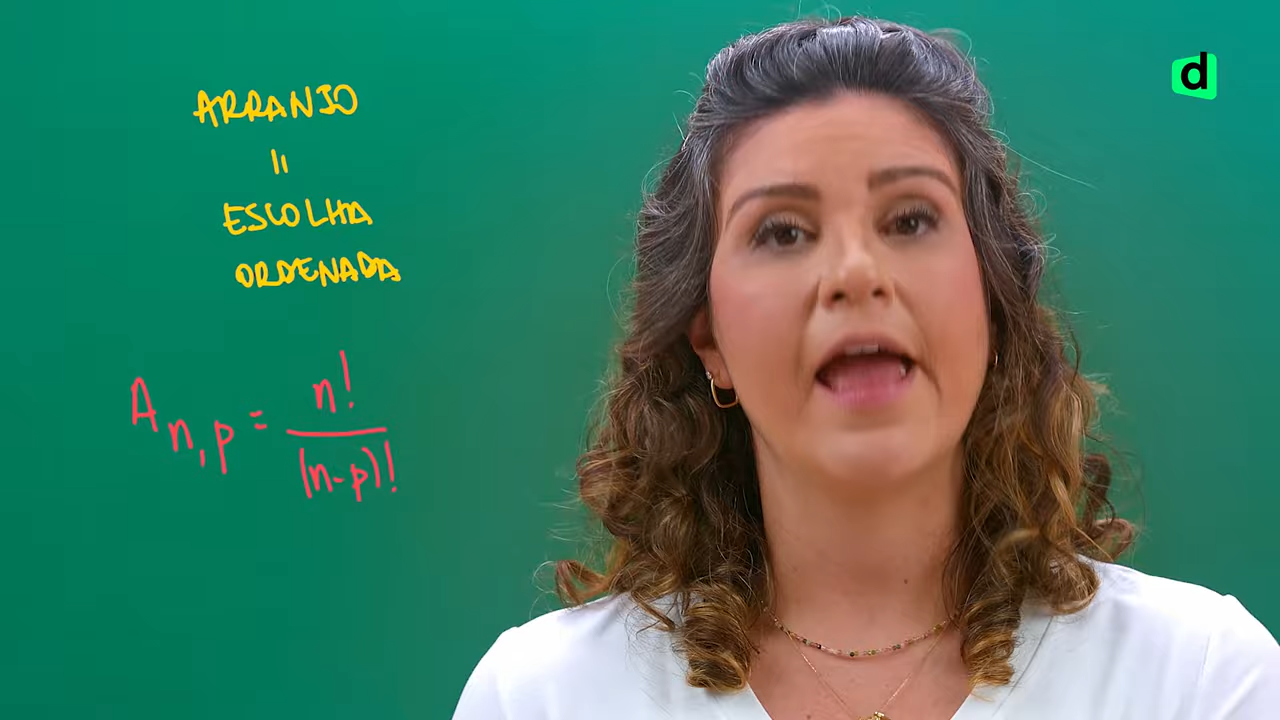 d
ARRANJO
=
ESCOLHA
ORDENADA
A n,p = n!
(n-p)!